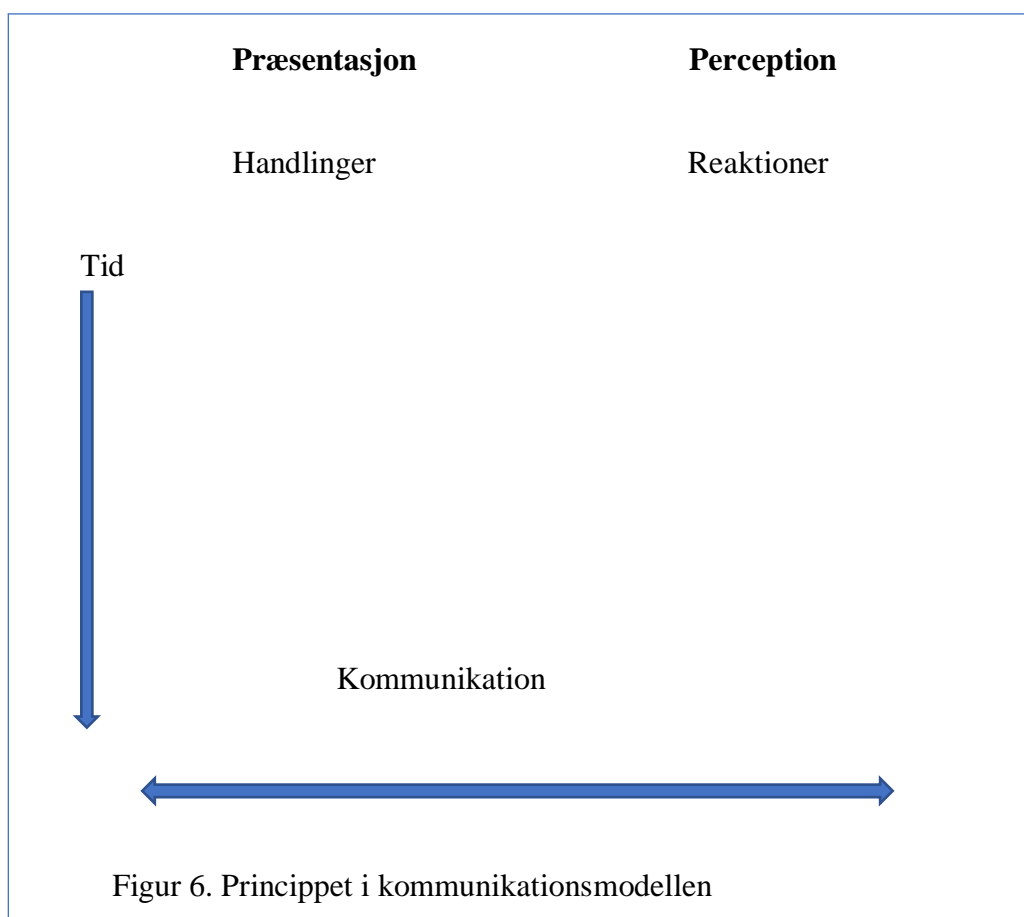 Præsentasjon Perception
Handlinger Reaktioner
Tid
Kommunikation
Figur 6. Princippet i kommunikationsmodellen